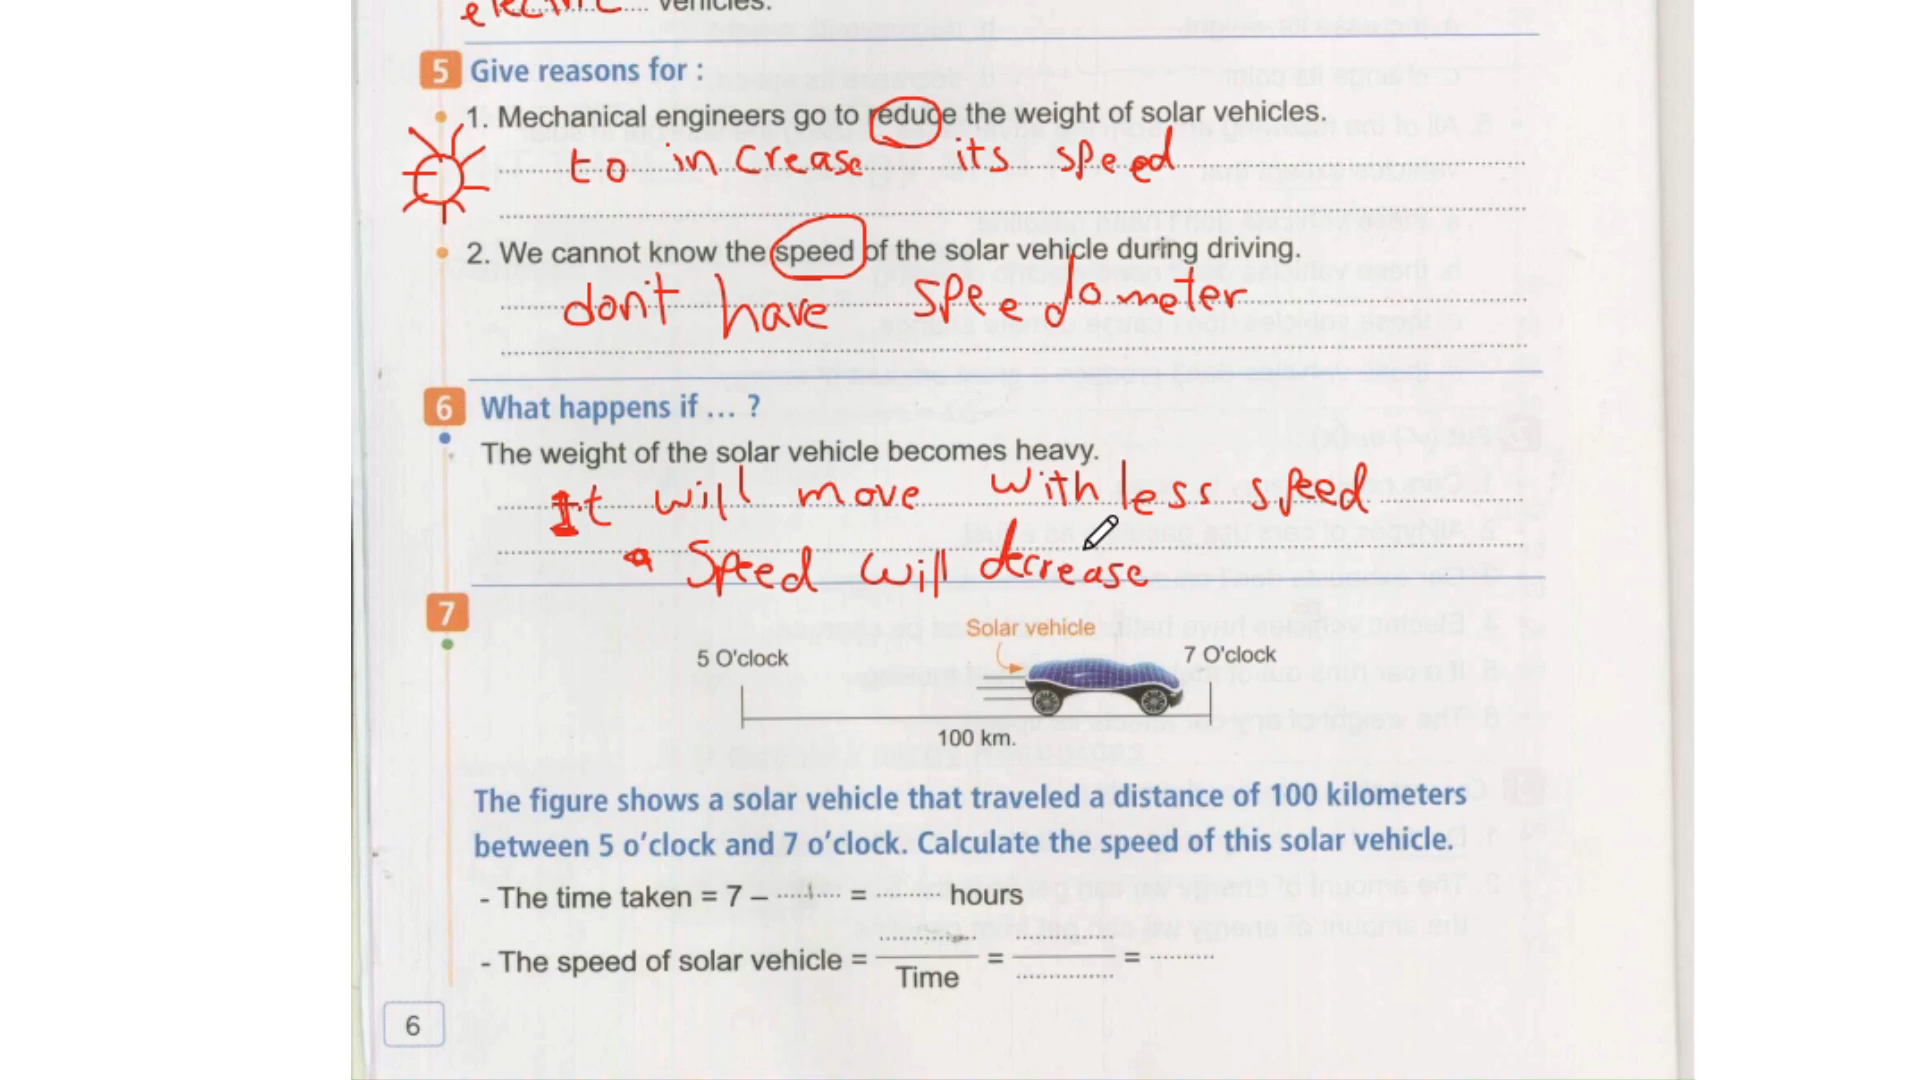 electric vehicles.
5 Give reasons for :
1. Mechanical engineers go to reduce the weight of solar vehicles.
to increase its speed
2. We cannot know the speed of the solar vehicle during driving.
don't have speedometer
6 What happens if ... ?
The weight of the solar vehicle becomes heavy.
It will move with less speed
Speed will decrease
7
Solar vehicle
5 O'clock
7 O'clock
100 km.
The figure shows a solar vehicle that traveled a distance of 100 kilometers
between 5 o'clock and 7 o'clock. Calculate the speed of this solar vehicle.
- The time taken = 7 – ........ = ........ hours
- The speed of solar vehicle = ........ / Time = ........ / ........ = ........
6